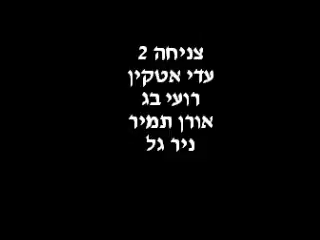 צניחה 2
עדי אטקין
רועי בג
אורן תמיר
ניר גל